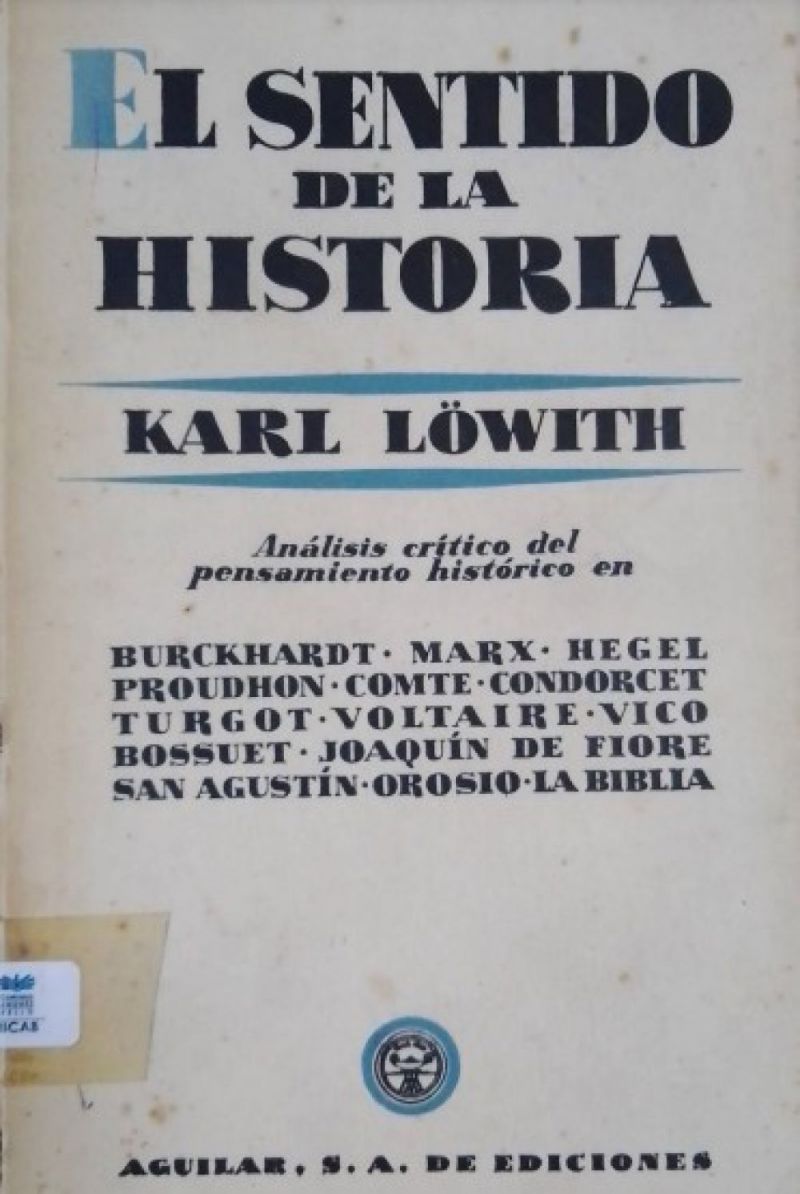 EL SENTIDO
DE LA
HISTORIA
KARL LÖWITH
Análisis crítico del
pensamiento histórico en
BURCKHARDT · MARX · HEGEL
PROUDHON · COMTE · CONDORCET
TURGOT · VOLTAIRE · VICO
BOSSUET · JOAQUÍN DE FIORE
SAN AGUSTÍN · OROSIO · LA BIBLIA
AGUILAR, S. A. DE EDICIONES